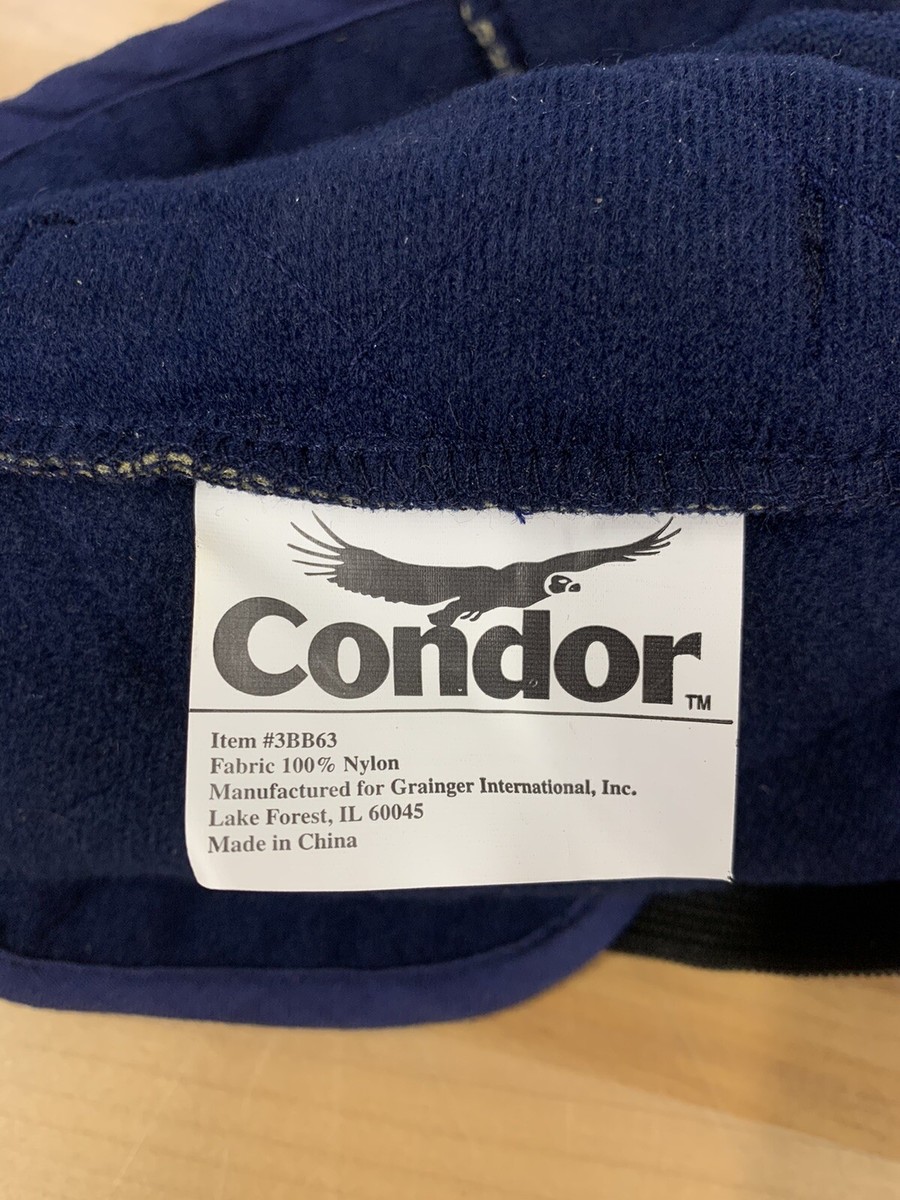 Condor TM
Item #3BB63
Fabric 100% Nylon
Manufactured for Grainger International, Inc.
Lake Forest, IL 60045
Made in China